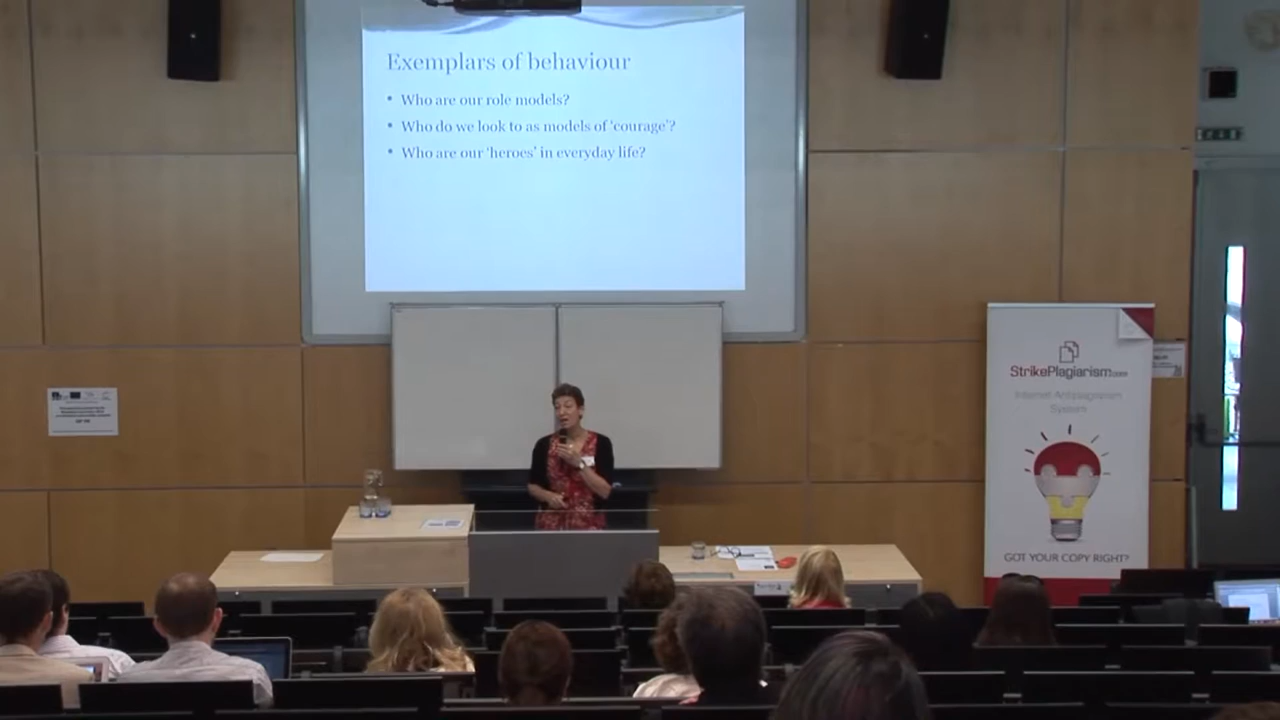 Exemplars of behaviour
• Who are our role models?
• Who do we look to as models of ‘courage’?
• Who are our ‘heroes’ in everyday life?
StrikePlagiarism.com
Internet Antiplagiarism
System
GOT YOUR COPY RIGHT?